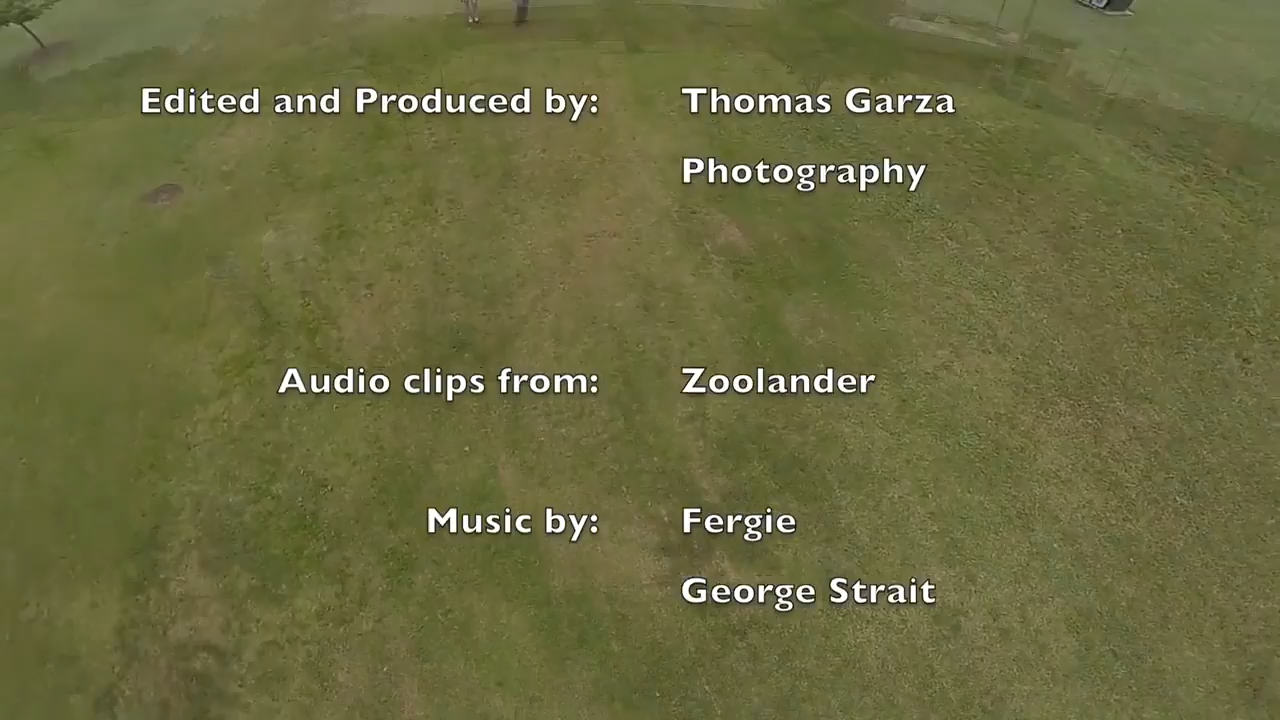 Edited and Produced by: Thomas Garza
Photography
Audio clips from: Zoolander
Music by: Fergie
George Strait